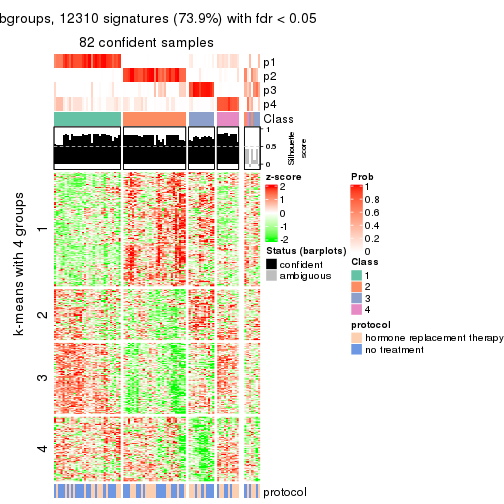 bgroups, 12310 signatures (73.9%) with fdr < 0.05
82 confident samples
p1
p2
p3
p4
Class
1
0.5
0
Silhouette
score
k-means with 4 groups
1
2
3
4
protocol
z-score
2
1
0
-1
-2
Status (barplots)
confident
ambiguous
Prob
1
0.8
0.6
0.4
0.2
0
Class
1
2
3
4
protocol
hormone replacement therapy
no treatment